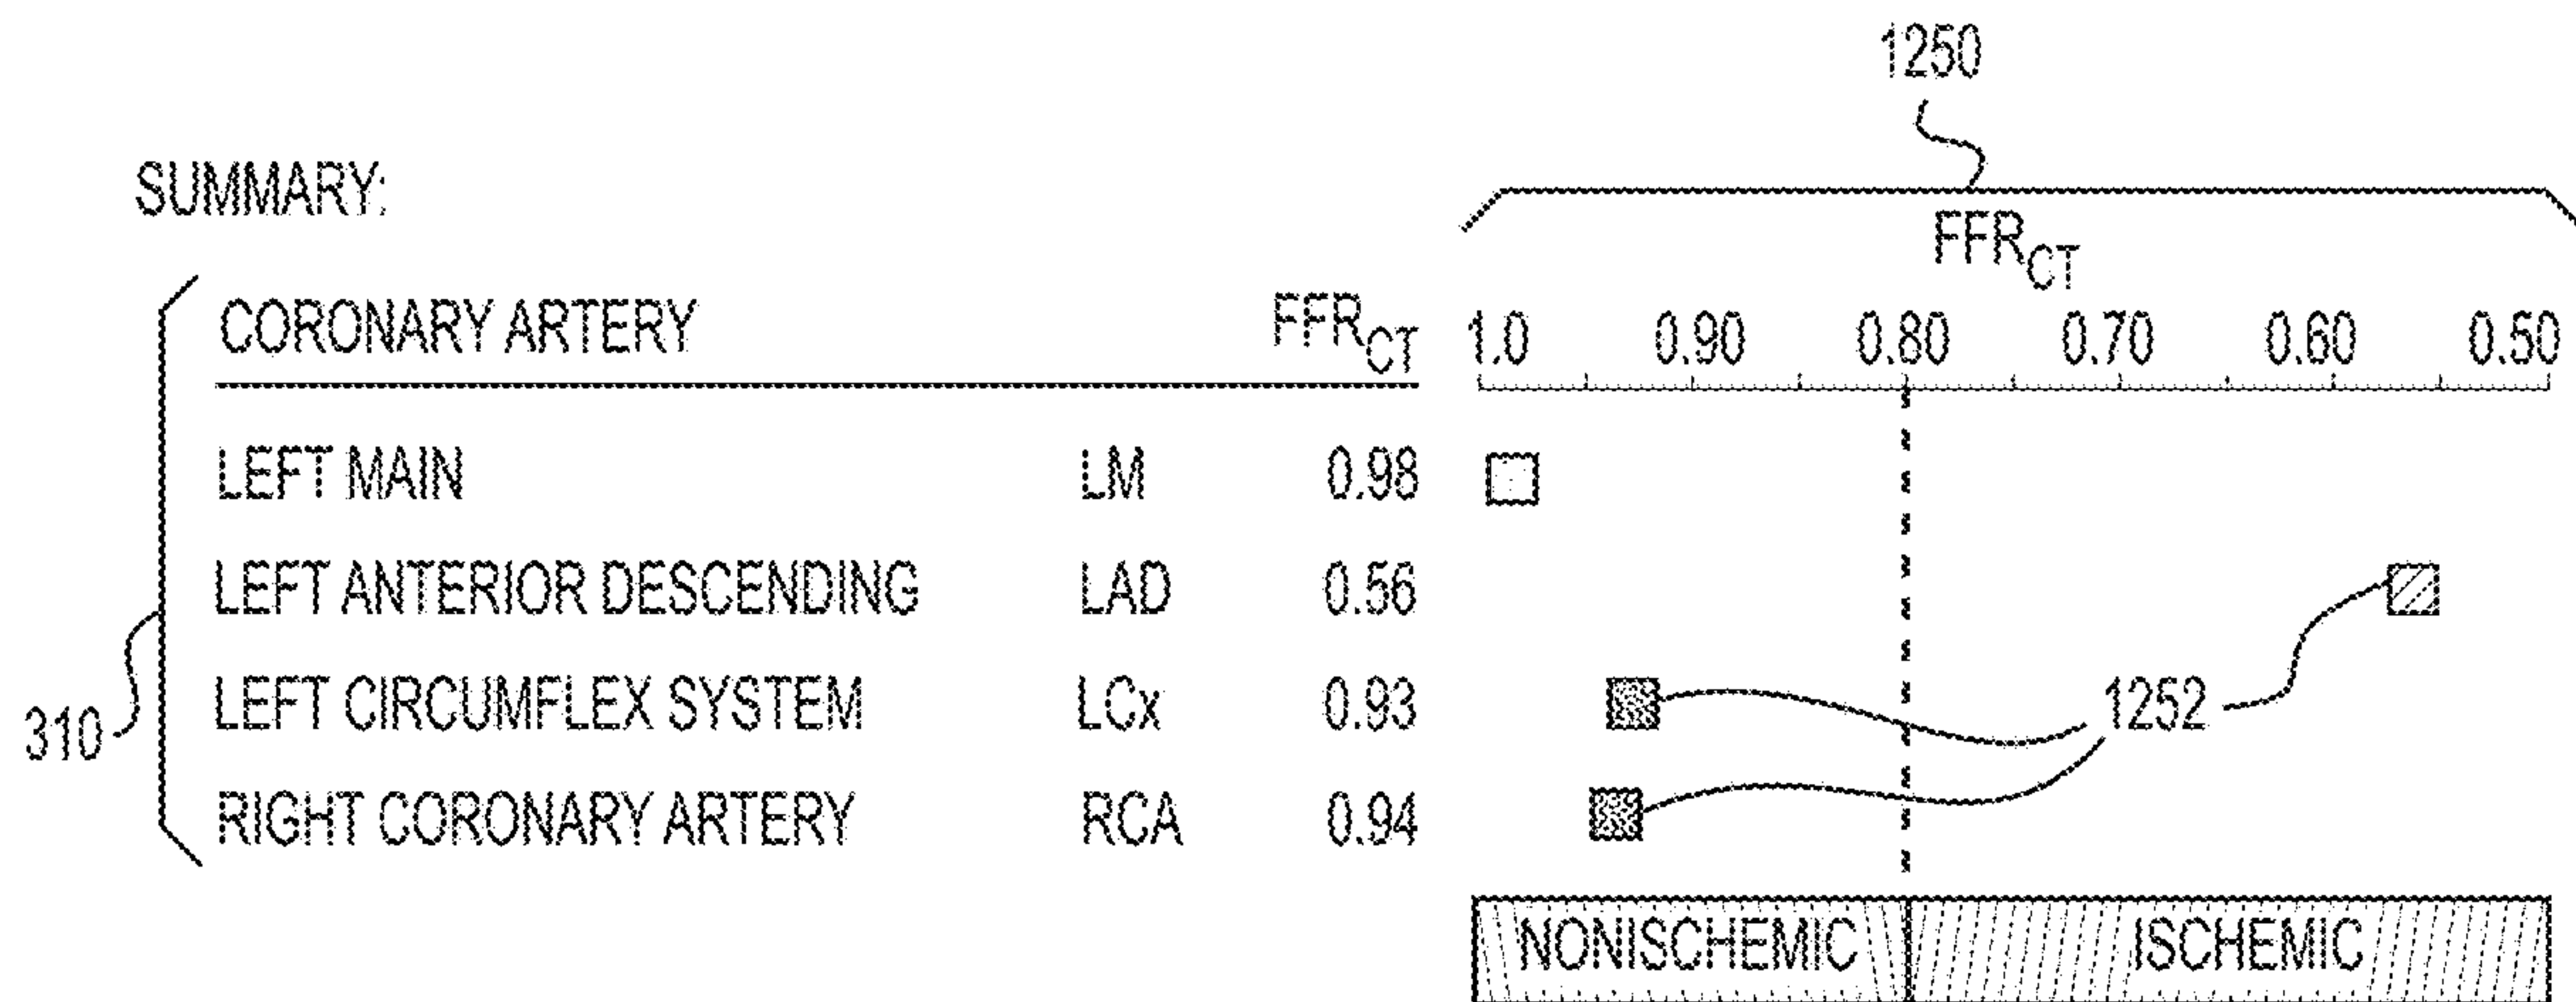 1250
SUMMARY:
FFRCT
CORONARY ARTERY FFRCT 1.0 0.90 0.80 0.70 0.60 0.50
LEFT MAIN LM 0.98
LEFT ANTERIOR DESCENDING LAD 0.56
310 LEFT CIRCUMFLEX SYSTEM LCx 0.93 1252
RIGHT CORONARY ARTERY RCA 0.94
NONISCHEMIC ISCHEMIC